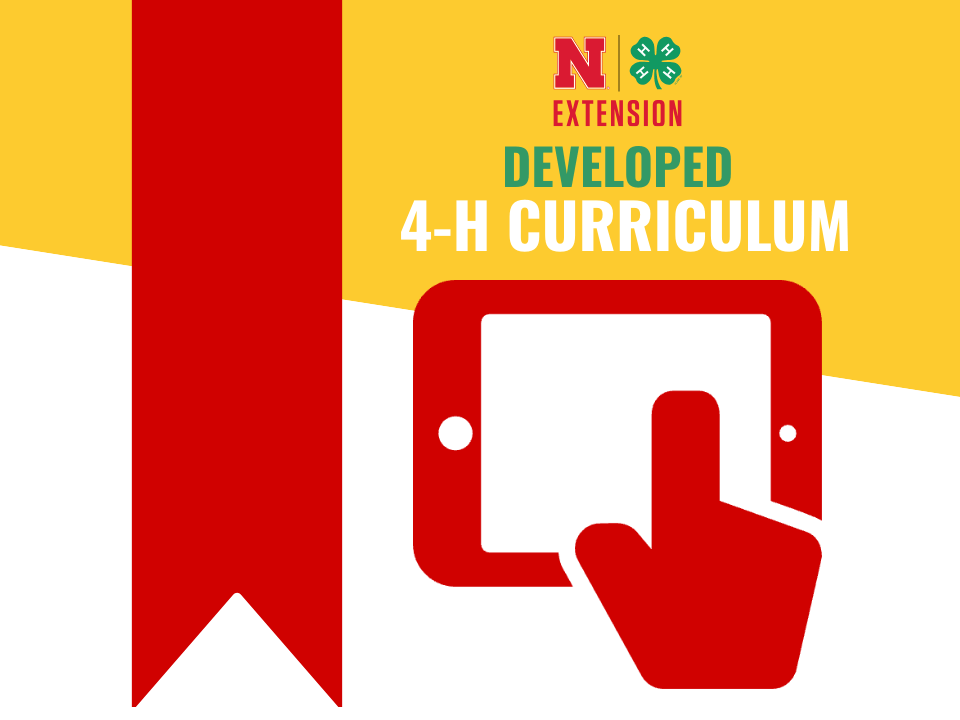 N
H H H H
EXTENSION
DEVELOPED
4-H CURRICULUM